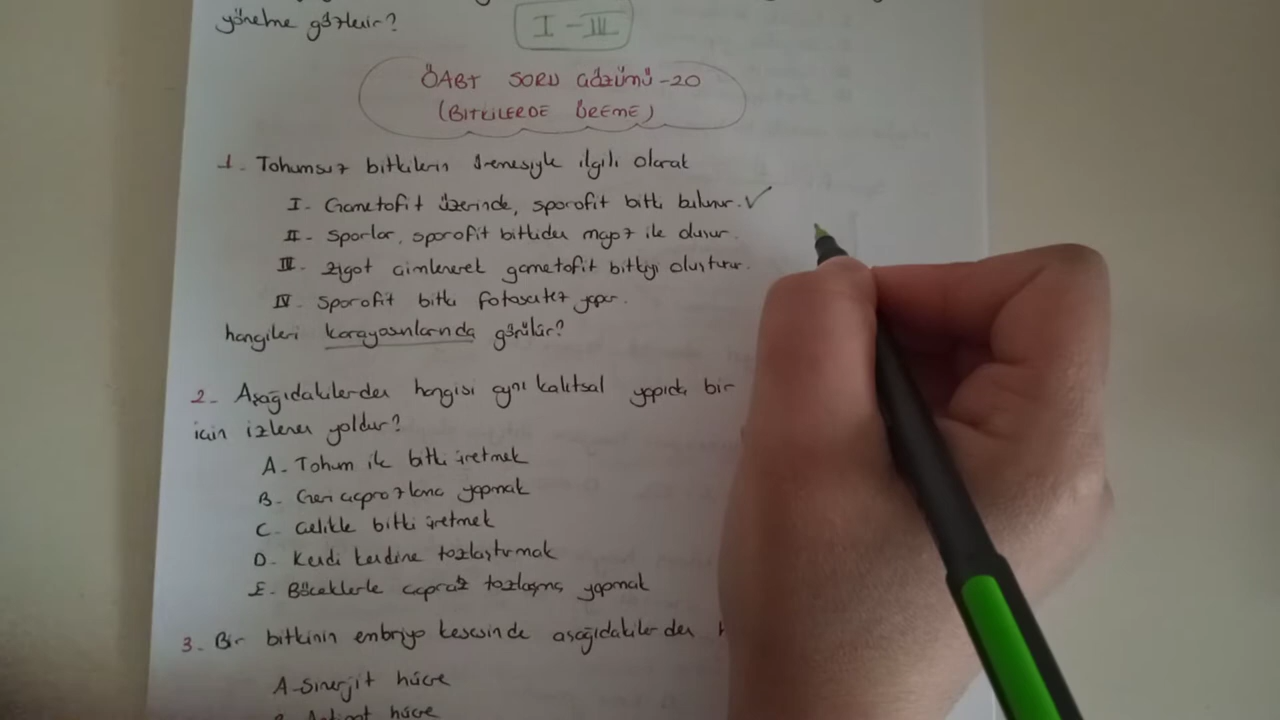 yöneltme gözlenir?
I - III
ÖABT SORU ÇÖZÜMÜ-20
(BİTKİLERDE ÜREME)
1. Tohumsuz bitkilerin üremesiyle ilgili olarak
I- Gametofit üzerinde, sporofit bitki bulunur. ✓
II- Sporlar, sporofit bitkiden mayoz ile oluşur.
III- Zigot çimlenerek gametofit bitkiyi oluşturur.
IV- Sporofit bitki fotosentez yapar.
hangileri karayosunlarında görülür?
2- Aşağıdakilerden hangisi aynı kalıtsal yapıda bir
için izlenen yoldur?
A- Tohum ile bitki üretmek
B- Gen çaprozlama yapmak
C- Çelikle bitki üretmek
D- Kendi kendine tozlaştırmak
E- Böceklerle çapraz tozlaşma yapmak
3- Bir bitkinin embriyo kesesinde aşağıdakilerden
A- Sinerjit hücre
B- Antipot hücre